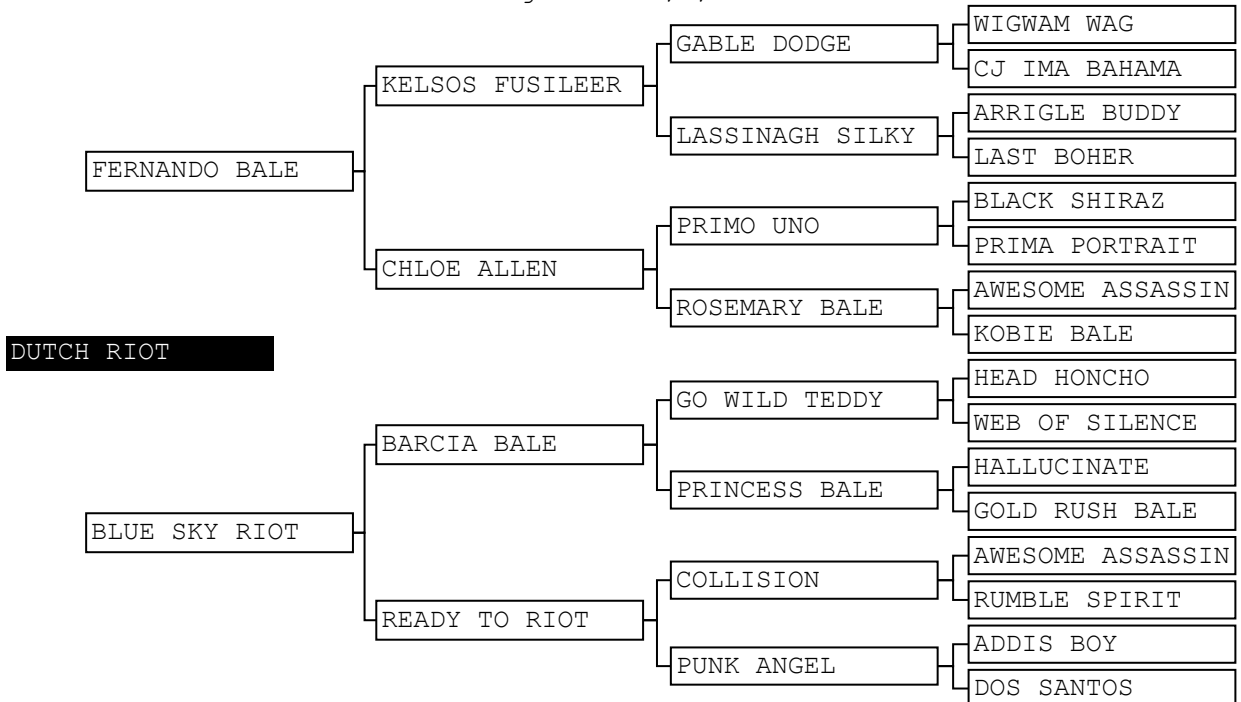 WIGWAM WAG
GABLE DODGE
CJ IMA BAHAMA
KELSOS FUSILEER
ARRIGLE BUDDY
LASSINAGH SILKY
LAST BOHER
FERNANDO BALE
BLACK SHIRAZ
PRIMO UNO
PRIMA PORTRAIT
CHLOE ALLEN
AWESOME ASSASSIN
ROSEMARY BALE
KOBIE BALE
DUTCH RIOT
HEAD HONCHO
GO WILD TEDDY
WEB OF SILENCE
BARCIA BALE
HALLUCINATE
PRINCESS BALE
GOLD RUSH BALE
BLUE SKY RIOT
AWESOME ASSASSIN
COLLISION
RUMBLE SPIRIT
READY TO RIOT
ADDIS BOY
PUNK ANGEL
DOS SANTOS